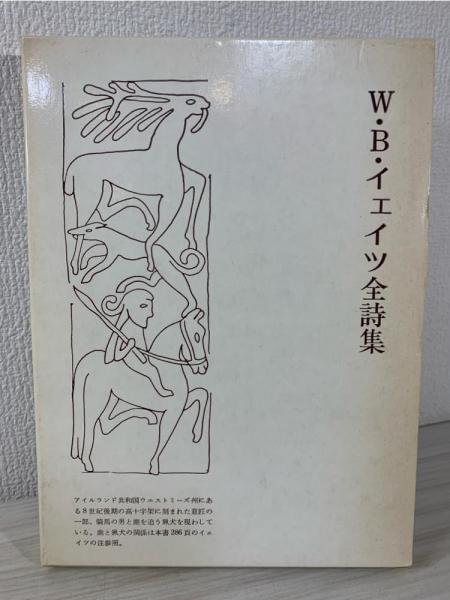 W・B・イェイツ全詩集
アイルランド共和国ウエストミーズ州にあ
る8世紀後期の高十字架に刻まれた意匠の
一部。騎馬の男と鹿を追う猟犬を現わして
いる。鹿と猟犬の関係は本書286頁のイェ
イツの注参照。